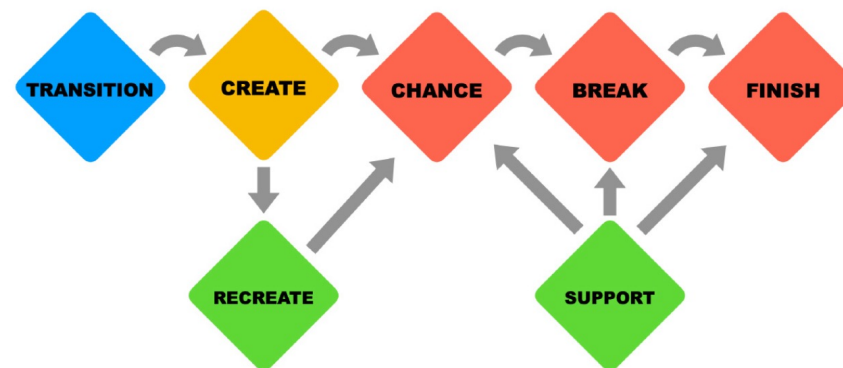 TRANSITION
CREATE
CHANCE
BREAK
FINISH
RECREATE
SUPPORT